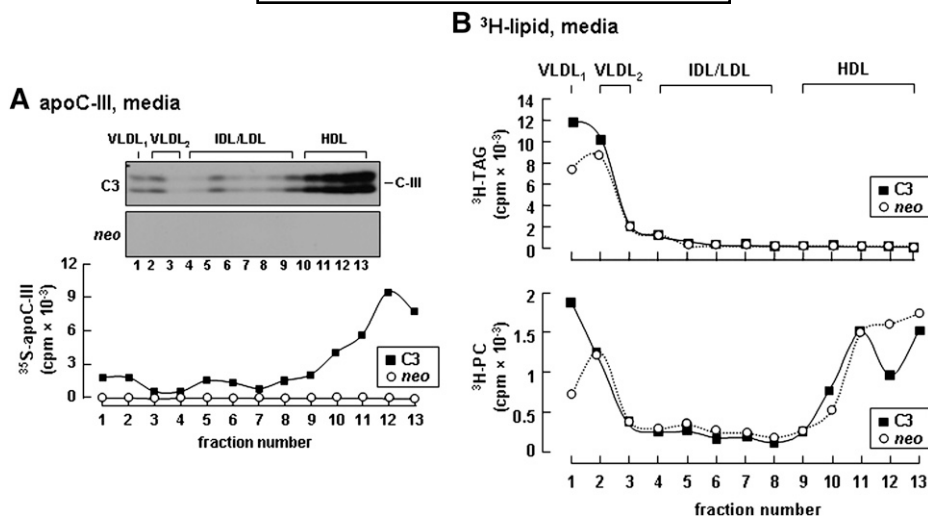 A apoC-III, media
VLDL₁ VLDL₂ IDL/LDL HDL
C3
C-III
neo
1 2 3 4 5 6 7 8 9 10 11 12 13
³⁵S-apoC-III
(cpm × 10⁻³)
12
9
6
3
0
C3
neo
1 2 3 4 5 6 7 8 9 10 11 12 13
fraction number
B ³H-lipid, media
VLDL₁ VLDL₂ IDL/LDL HDL
³H-TAG
(cpm × 10⁻³)
14
12
10
8
6
4
2
0
C3
neo
³H-PC
(cpm × 10⁻³)
2
1.5
1
0.5
0
C3
neo
1 2 3 4 5 6 7 8 9 10 11 12 13
fraction number